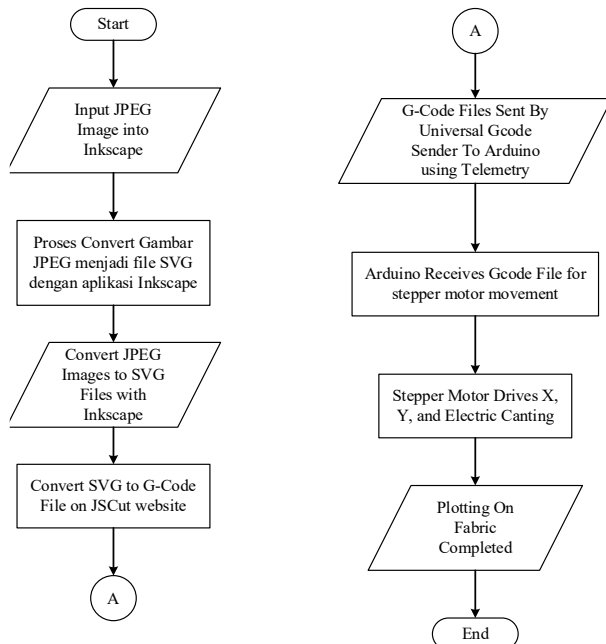 Start
Input JPEG
Image into
Inkscape
Proses Convert Gambar
JPEG menjadi file SVG
dengan aplikasi Inkscape
Convert JPEG
Images to SVG
Files with
Inkscape
Convert SVG to G-Code
File on JSCut website
A
A
G-Code Files Sent By
Universal Gcode
Sender To Arduino
using Telemetry
Arduino Receives Gcode File for
stepper motor movement
Stepper Motor Drives X,
Y, and Electric Canting
Plotting On
Fabric
Completed
End